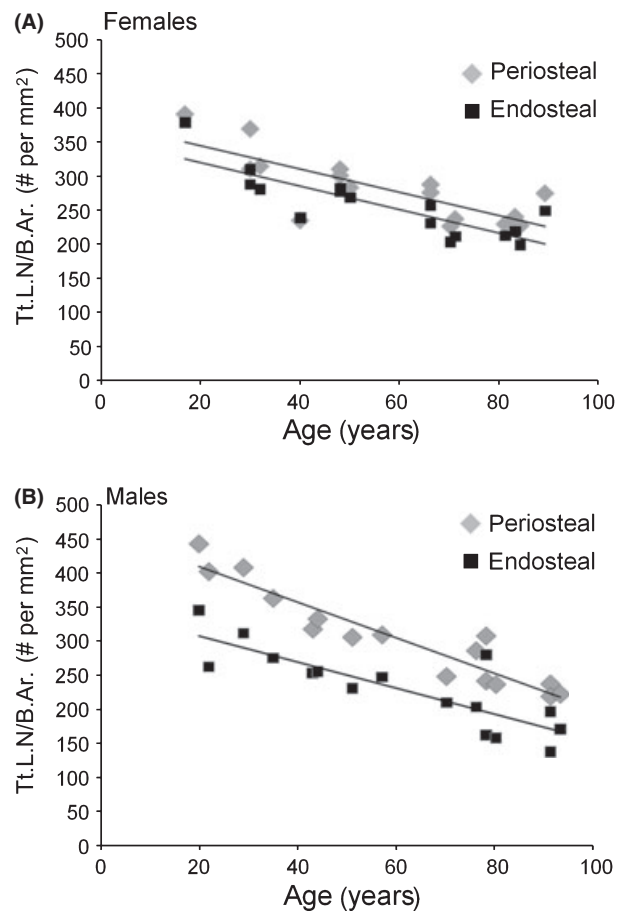 (A) Females
500
450
400
350
300
250
200
150
100
50
0
Periosteal
Endosteal
Tt.L.N/B.Ar. (# per mm²)
0 20 40 60 80 100
Age (years)
(B) Males
500
450
400
350
300
250
200
150
100
50
0
Periosteal
Endosteal
Tt.L.N/B.Ar. (# per mm²)
0 20 40 60 80 100
Age (years)